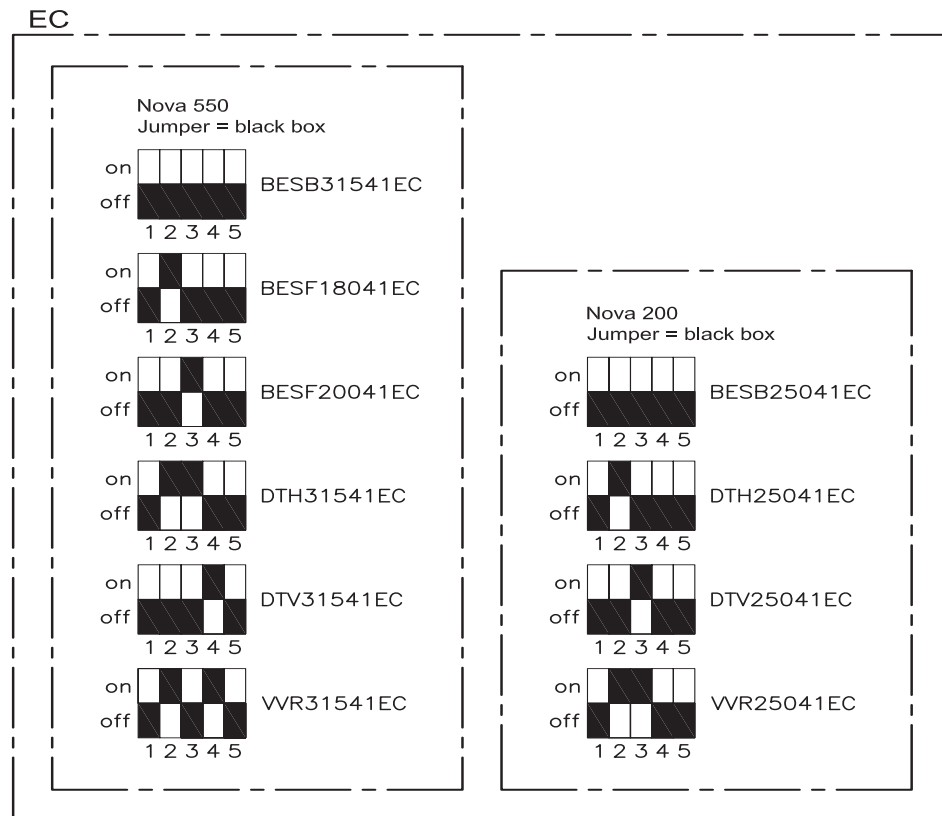 EC
Nova 550
Jumper = black box
on
off
BESB31541EC
1 2 3 4 5
on
off
BESF18041EC
1 2 3 4 5
on
off
BESF20041EC
1 2 3 4 5
on
off
DTH31541EC
1 2 3 4 5
on
off
DTV31541EC
1 2 3 4 5
on
off
VVR31541EC
1 2 3 4 5
Nova 200
Jumper = black box
on
off
BESB25041EC
1 2 3 4 5
on
off
DTH25041EC
1 2 3 4 5
on
off
DTV25041EC
1 2 3 4 5
on
off
VVR25041EC
1 2 3 4 5